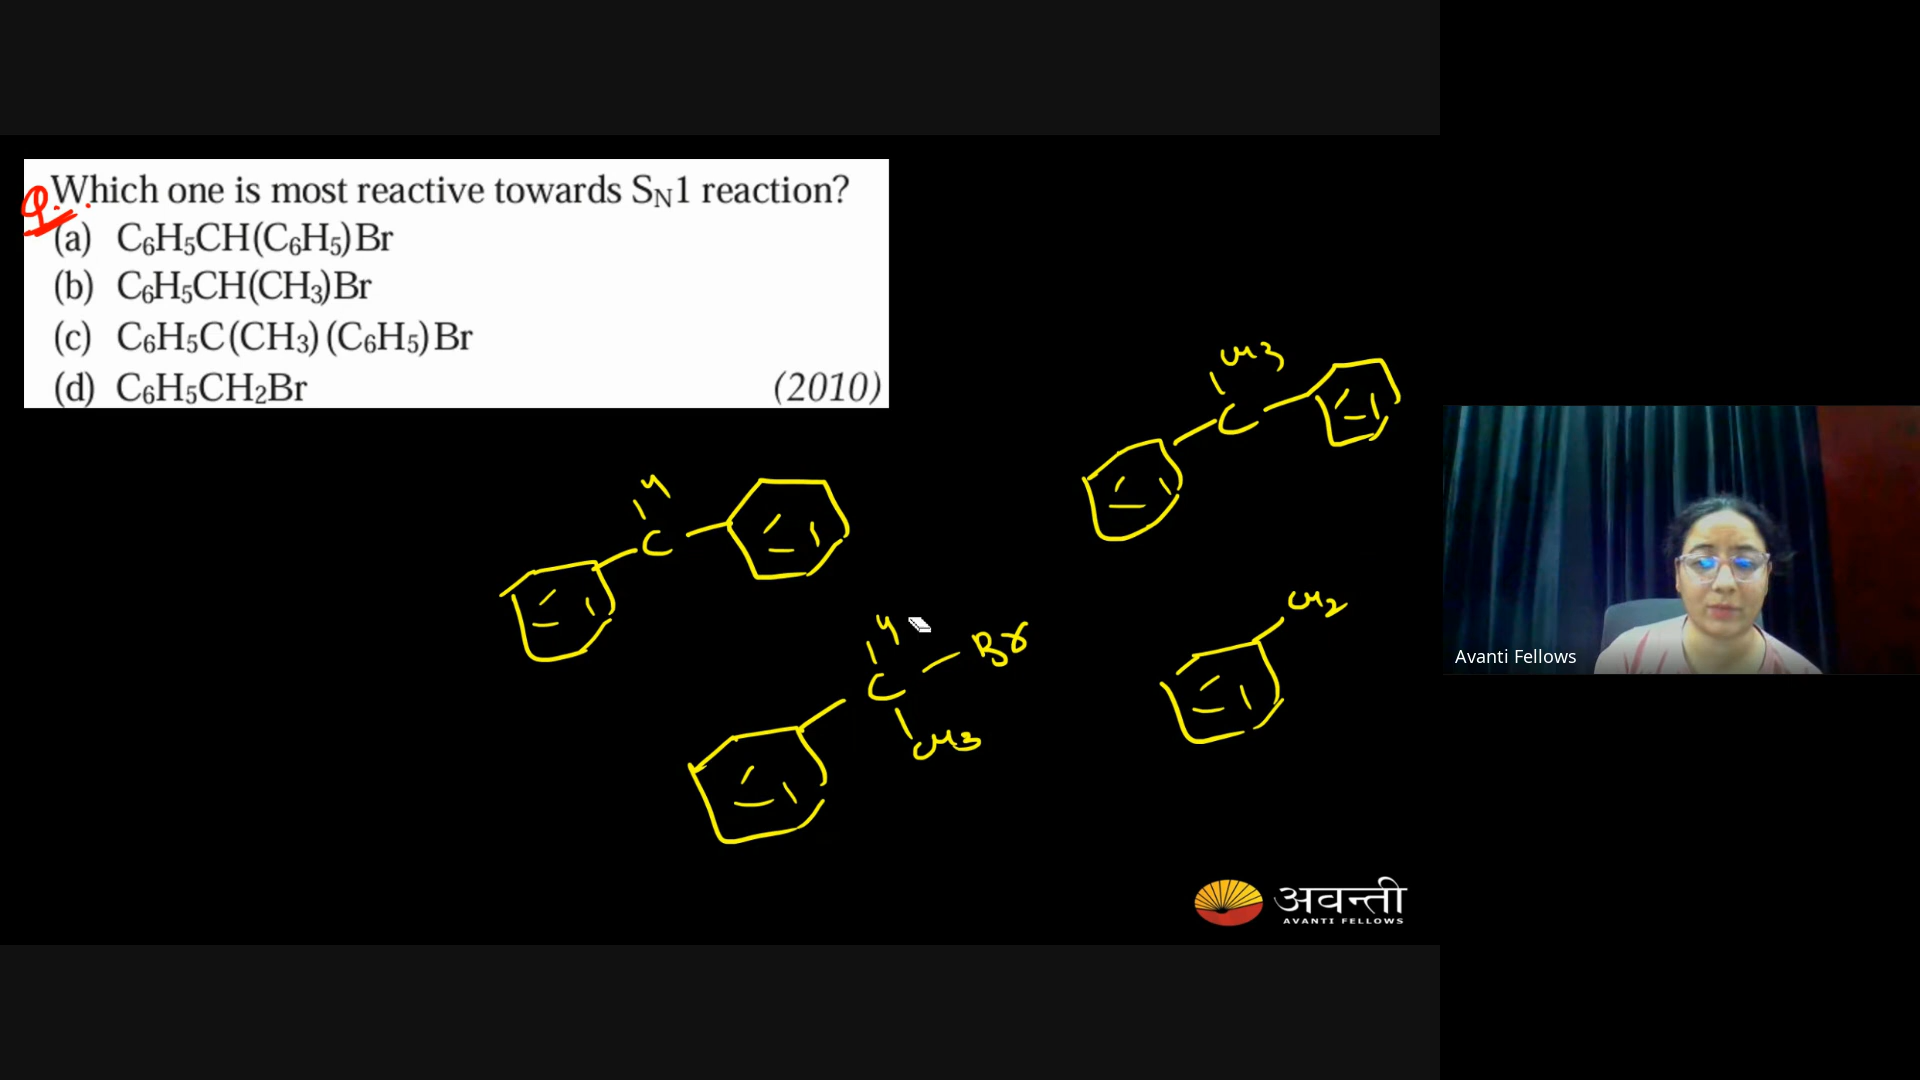 Q.
Which one is most reactive towards SN1 reaction?
(a) C6H5CH(C6H5)Br
(b) C6H5CH(CH3)Br
(c) C6H5C(CH3)(C6H5)Br
(d) C6H5CH2Br (2010)
CH3
C
H
C
CH2
H
Br
C
CH3
Avanti Fellows
अवन्ती
AVANTI FELLOWS